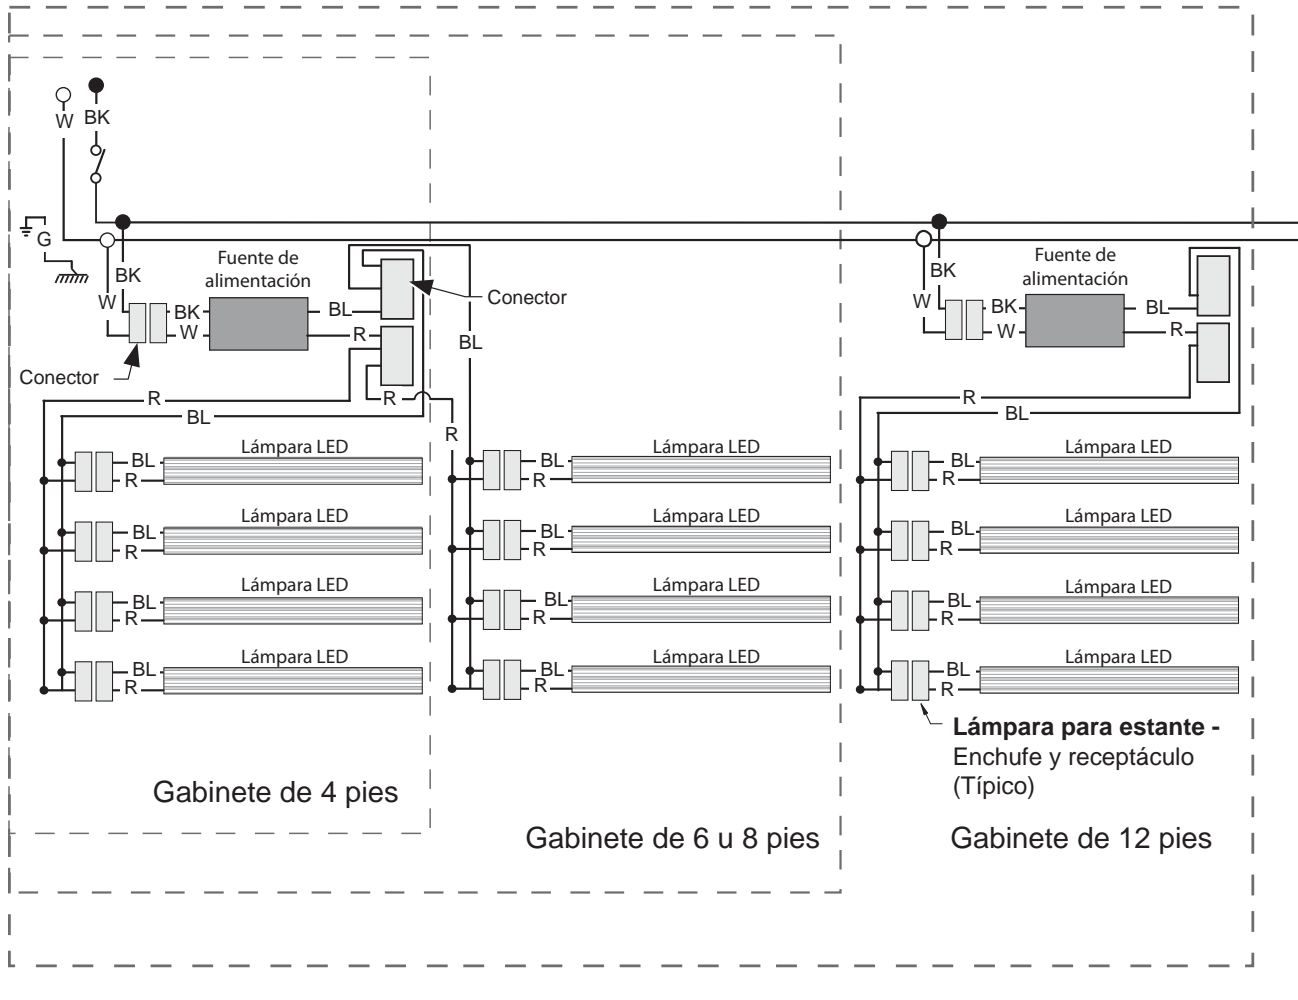 W
BK
G
BK
W
Fuente de
alimentación
BK
W
BL
R
Conector
Conector
BL
R
BL
R
R
BK
W
Fuente de
alimentación
BK
W
BL
R
R
BL
Lámpara LED
BL
R
Lámpara LED
BL
R
Lámpara LED
BL
R
Lámpara LED
BL
R
Lámpara LED
BL
R
Lámpara LED
BL
R
Lámpara LED
BL
R
Lámpara LED
BL
R
Lámpara LED
BL
R
Lámpara LED
BL
R
Lámpara LED
BL
R
Lámpara LED
BL
R
Lámpara para estante -
Enchufe y receptáculo
(Típico)
Gabinete de 4 pies
Gabinete de 6 u 8 pies
Gabinete de 12 pies